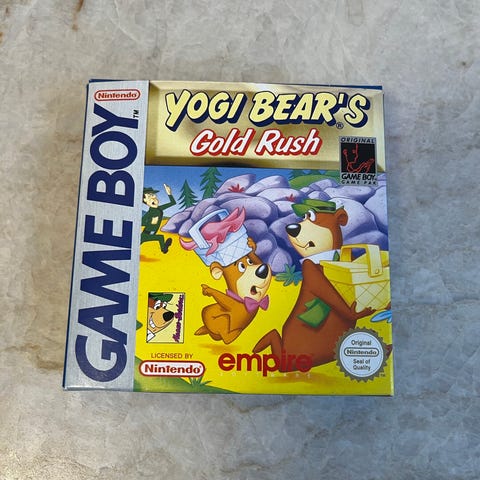 Nintendo
GAME BOY™
YOGI BEAR'S®
Gold Rush
ORIGINAL
GAME BOY
GAME PAK
LICENSED BY
Nintendo
empire
Original
Nintendo
Seal of
Quality